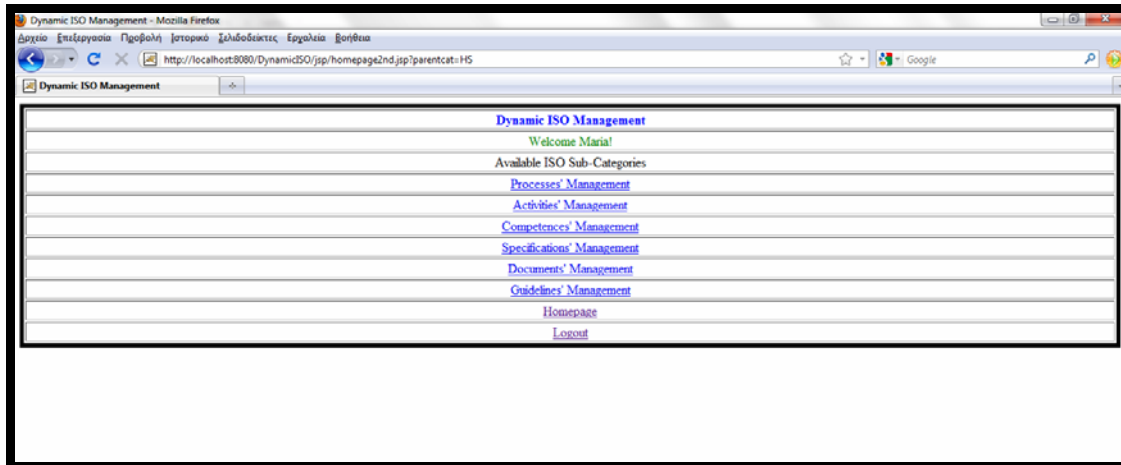 Dynamic ISO Management - Mozilla Firefox
Αρχείο Επεξεργασία Προβολή Ιστορικό Σελιδοδείκτες Εργαλεία Βοήθεια
http://localhost:8080/DynamicISO/jsp/homepage2nd.jsp?parentcat=HS Google
Dynamic ISO Management
Dynamic ISO Management
Welcome Maria!
Available ISO Sub-Categories
Processes' Management
Activities' Management
Competences' Management
Specifications' Management
Documents' Management
Guidelines' Management
Homepage
Logout